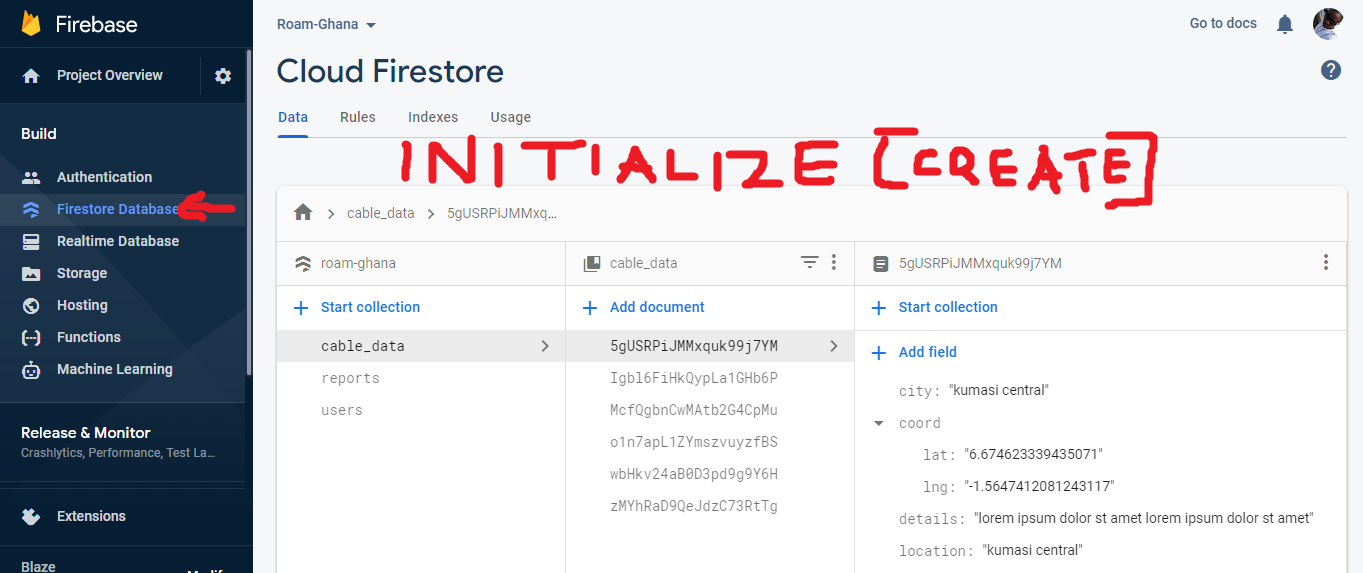 Firebase
Roam-Ghana
Go to docs
Project Overview
Cloud Firestore
Build
Data Rules Indexes Usage
INITIALIZE [CREATE]
Authentication
Firestore Database
Realtime Database
Storage
Hosting
Functions
Machine Learning
Release & Monitor
Crashlytics, Performance, Test La...
Extensions
Blaze
cable_data
5gUSRPiJMMxq...
roam-ghana
cable_data
5gUSRPiJMMxquk99j7YM
Start collection
Add document
Start collection
cable_data
reports
users
5gUSRPiJMMxquk99j7YM
Igbl6FiHkQypLa1GHb6P
McfQgbnCwMAtb2G4CpMu
o1n7apL1ZYmszvuyzfBS
wbHkv24aB0D3pd9g9Y6H
zMYhRaD9QeJdzC73RtTg
Add field
city: "kumasi central"
coord
lat: "6.674623339435071"
lng: "-1.5647412081243117"
details: "lorem ipsum dolor st amet lorem ipsum dolor st amet"
location: "kumasi central"